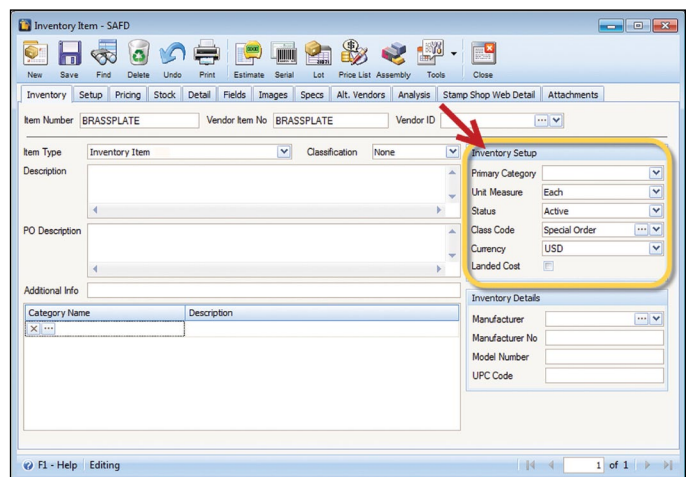 Inventory Item - SAFD
New Save Find Delete Undo Print Estimate Serial Lot Price List Assembly Tools Close
Inventory Setup Pricing Stock Detail Fields Images Specs Alt. Vendors Analysis Stamp Shop Web Detail Attachments
Item Number BRASSPLATE Vendor Item No BRASSPLATE Vendor ID
Item Type Inventory Item Classification None
Description
PO Description
Additional Info
Category Name Description
Inventory Setup
Primary Category
Unit Measure Each
Status Active
Class Code Special Order
Currency USD
Landed Cost
Inventory Details
Manufacturer
Manufacturer No
Model Number
UPC Code
F1 - Help Editing 1 of 1